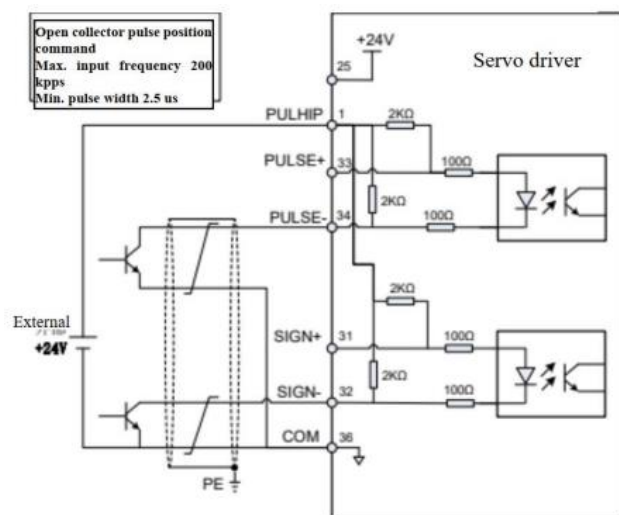 Open collector pulse position
command
Max. input frequency 200
kpps
Min. pulse width 2.5 us
+24V
Servo driver
25
PULHIP
1
2KΩ
PULSE+
33
100Ω
2KΩ
PULSE-
34
100Ω
2KΩ
External
+24V
SIGN+
31
100Ω
2KΩ
SIGN-
32
100Ω
COM
36
PE